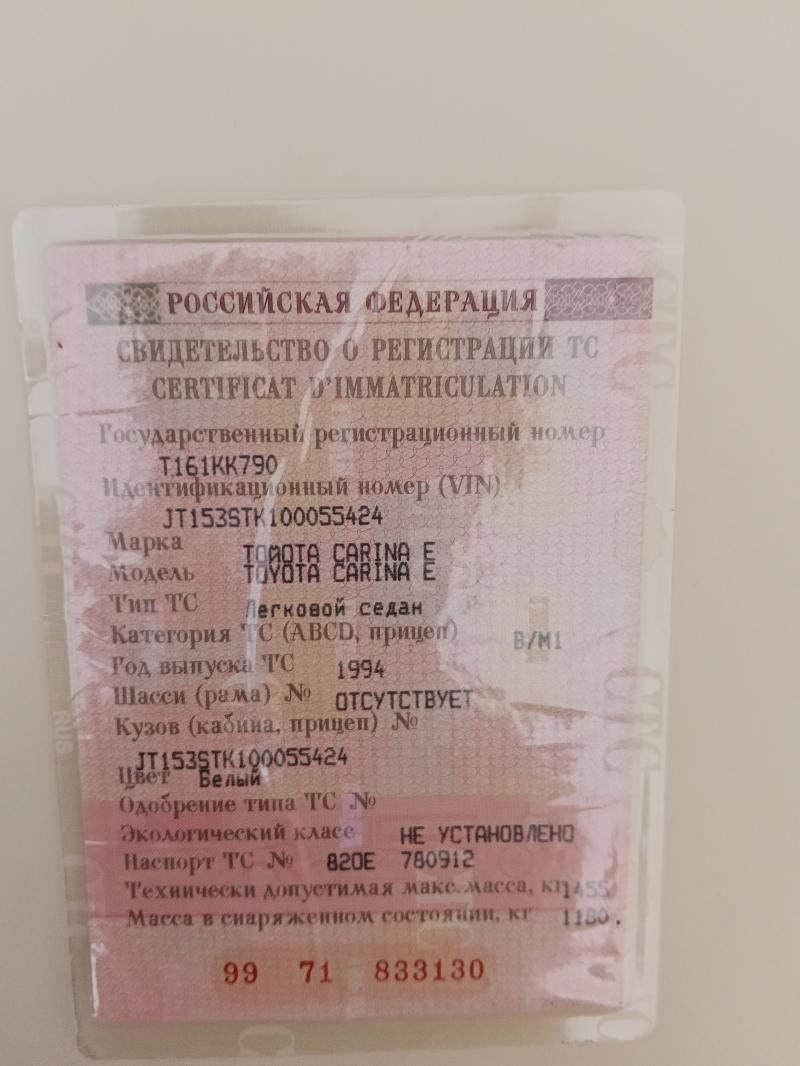 РОССИЙСКАЯ ФЕДЕРАЦИЯ
СВИДЕТЕЛЬСТВО О РЕГИСТРАЦИИ ТС
CERTIFICAT D'IMMATRICULATION
Государственный регистрационный номер
Т161КК790
Идентификационный номер (VIN)
JT153STK100055424
Марка TOYOTA CARINA E
Модель TOYOTA CARINA E
Тип ТС Легковой седан
Категория ТС (ABCD, прицеп) B/M1
Год выпуска ТС 1994
Шасси (рама) № ОТСУТСТВУЕТ
Кузов (кабина, прицеп) №
JT153STK100055424
Цвет Белый
Одобрение типа ТС №
Экологический класс НЕ УСТАНОВЛЕНО
Паспорт ТС № 82ОЕ 780912
Технически допустимая макс. масса, кг 1455
Масса в снаряженном состоянии, кг 1180.
99 71 833130